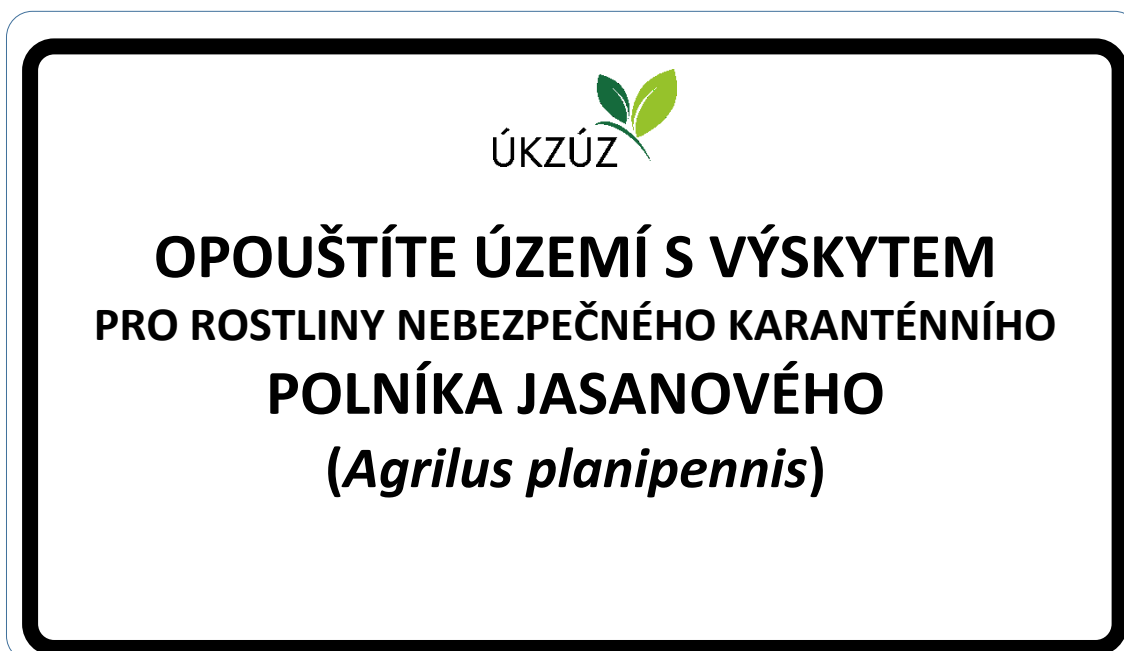 ÚKZÚZ
OPOUŠTÍTE ÚZEMÍ S VÝSKYTEM
PRO ROSTLINY NEBEZPEČNÉHO KARANTÉNNÍHO
POLNÍKA JASANOVÉHO
(Agrilus planipennis)